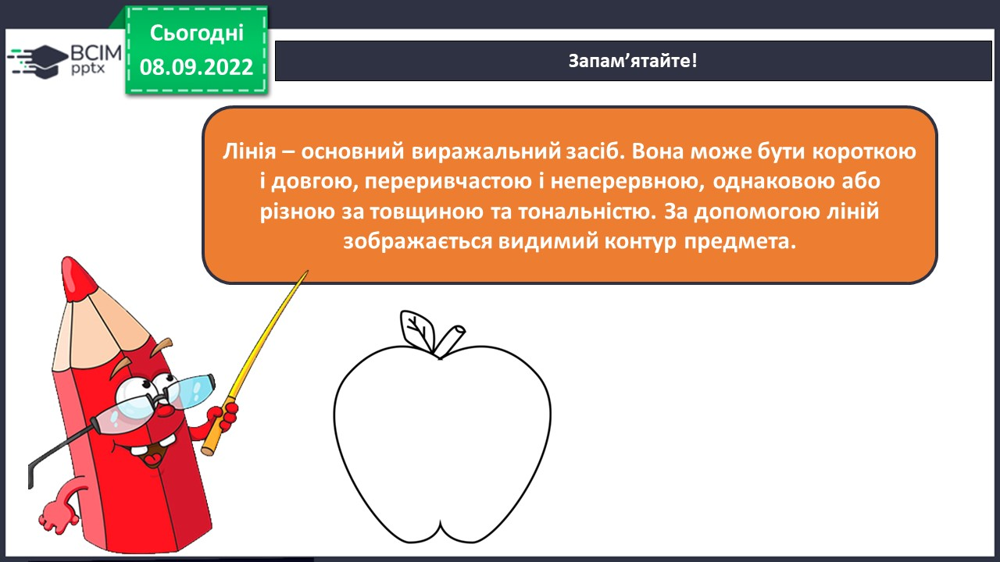 Сьогодні
08.09.2022
ВСІМ
pptx
Запам’ятайте!
Лінія – основний виражальний засіб. Вона може бути короткою
і довгою, переривчастою і неперервною, однаковою або
різною за товщиною та тональністю. За допомогою ліній
зображається видимий контур предмета.